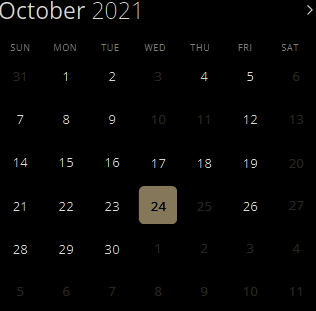 October 2021
SUN MON TUE WED THU FRI SAT
31 1 2 3 4 5 6
7 8 9 10 11 12 13
14 15 16 17 18 19 20
21 22 23 24 25 26 27
28 29 30 1 2 3 4
5 6 7 8 9 10 11